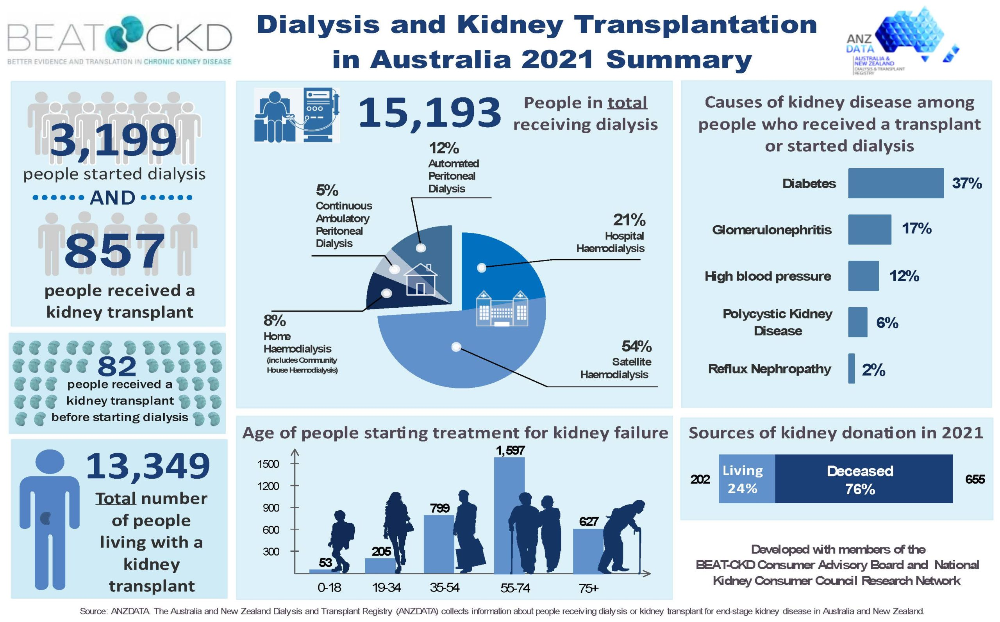 BEAT CKD
BETTER EVIDENCE AND TRANSLATION IN CHRONIC KIDNEY DISEASE
Dialysis and Kidney Transplantation
in Australia 2021 Summary
ANZ
DATA
AUSTRALIA &
NEW ZEALAND
DIALYSIS & TRANSPLANT
REGISTRY
3,199
people started dialysis
AND
857
people received a
kidney transplant
82
people received a
kidney transplant
before starting dialysis
13,349
Total number
of people
living with a
kidney
transplant
15,193
People in total
receiving dialysis
12%
Automated
Peritoneal
Dialysis
5%
Continuous
Ambulatory
Peritoneal
Dialysis
21%
Hospital
Haemodialysis
8%
Home
Haemodialysis
(includes Community
House Haemodialysis)
54%
Satellite
Haemodialysis
Causes of kidney disease among
people who received a transplant
or started dialysis
Diabetes 37%
Glomerulonephritis 17%
High blood pressure 12%
Polycystic Kidney
Disease
6%
Reflux Nephropathy 2%
Age of people starting treatment for kidney failure
1500
1200
900
600
300
53
205
799
1,597
627
0-18 19-34 35-54 55-74 75+
Sources of kidney donation in 2021
202
Living
24%
Deceased
76%
655
Developed with members of the
BEAT-CKD Consumer Advisory Board and National
Kidney Consumer Council Research Network
Source: ANZDATA. The Australia and New Zealand Dialysis and Transplant Registry (ANZDATA) collects information about people receiving dialysis or kidney transplant for end-stage kidney disease in Australia and New Zealand.